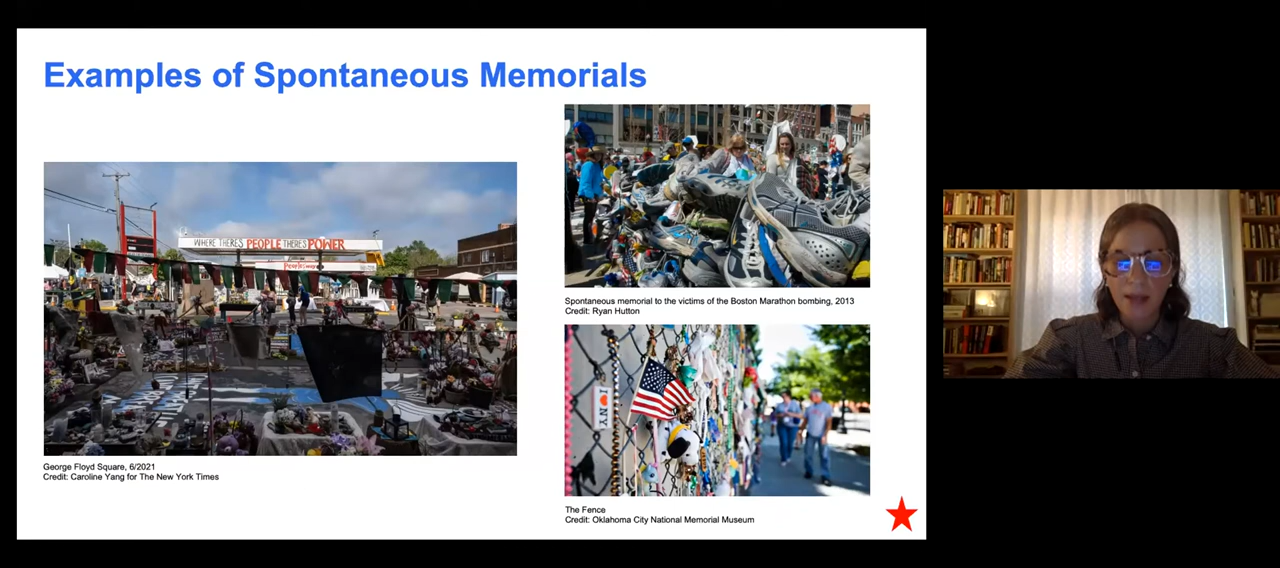 Examples of Spontaneous Memorials
WHERE THERES PEOPLE THERES POWER
George Floyd Square, 6/2021
Credit: Caroline Yang for The New York Times
Spontaneous memorial to the victims of the Boston Marathon bombing, 2013
Credit: Ryan Hutton
I NY
The Fence
Credit: Oklahoma City National Memorial Museum